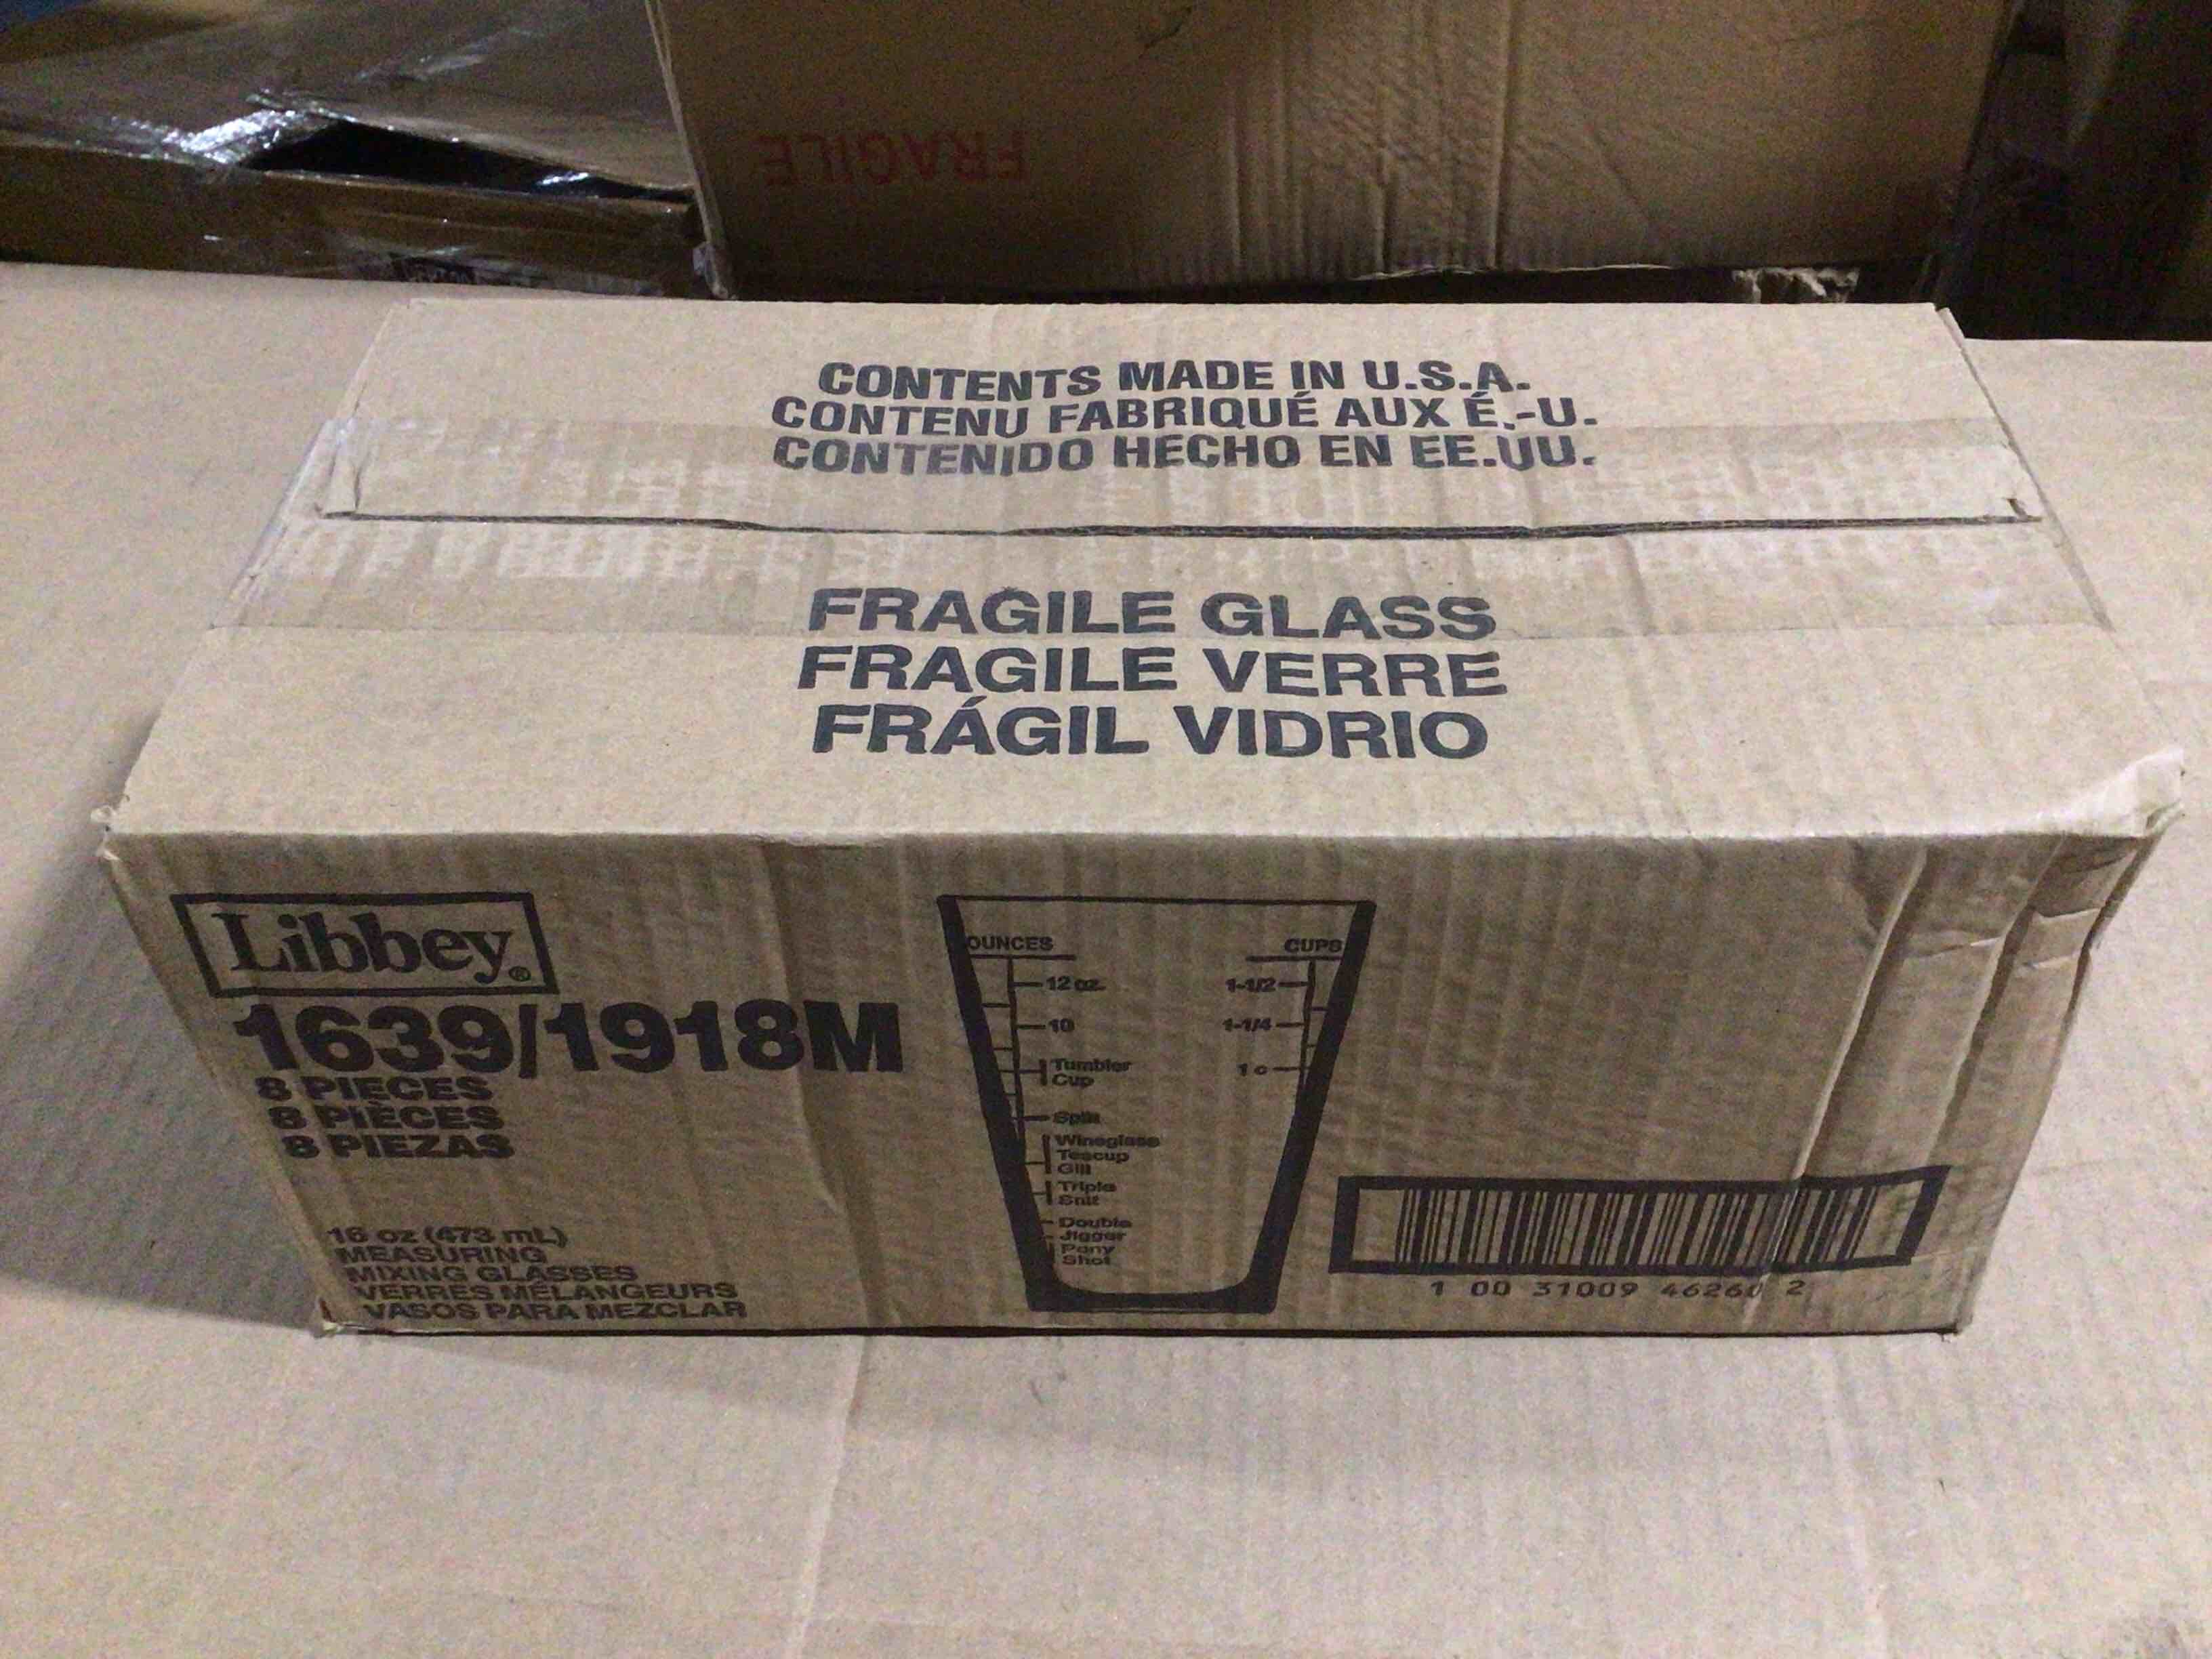 FRAGILE
CONTENTS MADE IN U.S.A.
CONTENU FABRIQUÉ AUX É.-U.
CONTENIDO HECHO EN EE.UU.
FRAGILE GLASS
FRAGILE VERRE
FRÁGIL VIDRIO
Libbey®
1639/1918M
8 PIECES
8 PIÈCES
8 PIEZAS
16 oz (473 mL)
MEASURING
MIXING GLASSES
VERRES MÉLANGEURS
VASOS PARA MEZCLAR
OUNCES
12 oz.
10
Tumbler
Cup
Split
Wineglass
Teacup
Gill
Triple
Snit
Double
Jigger
Pony
Shot
CUPS
1-1/2
1-1/4
1 c
1 00 31009 46260 2